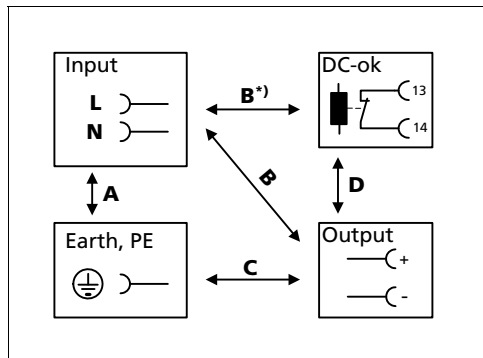 Input
L
N
B*)
DC-ok
13
14
A
B
D
Earth, PE
C
Output
+
-